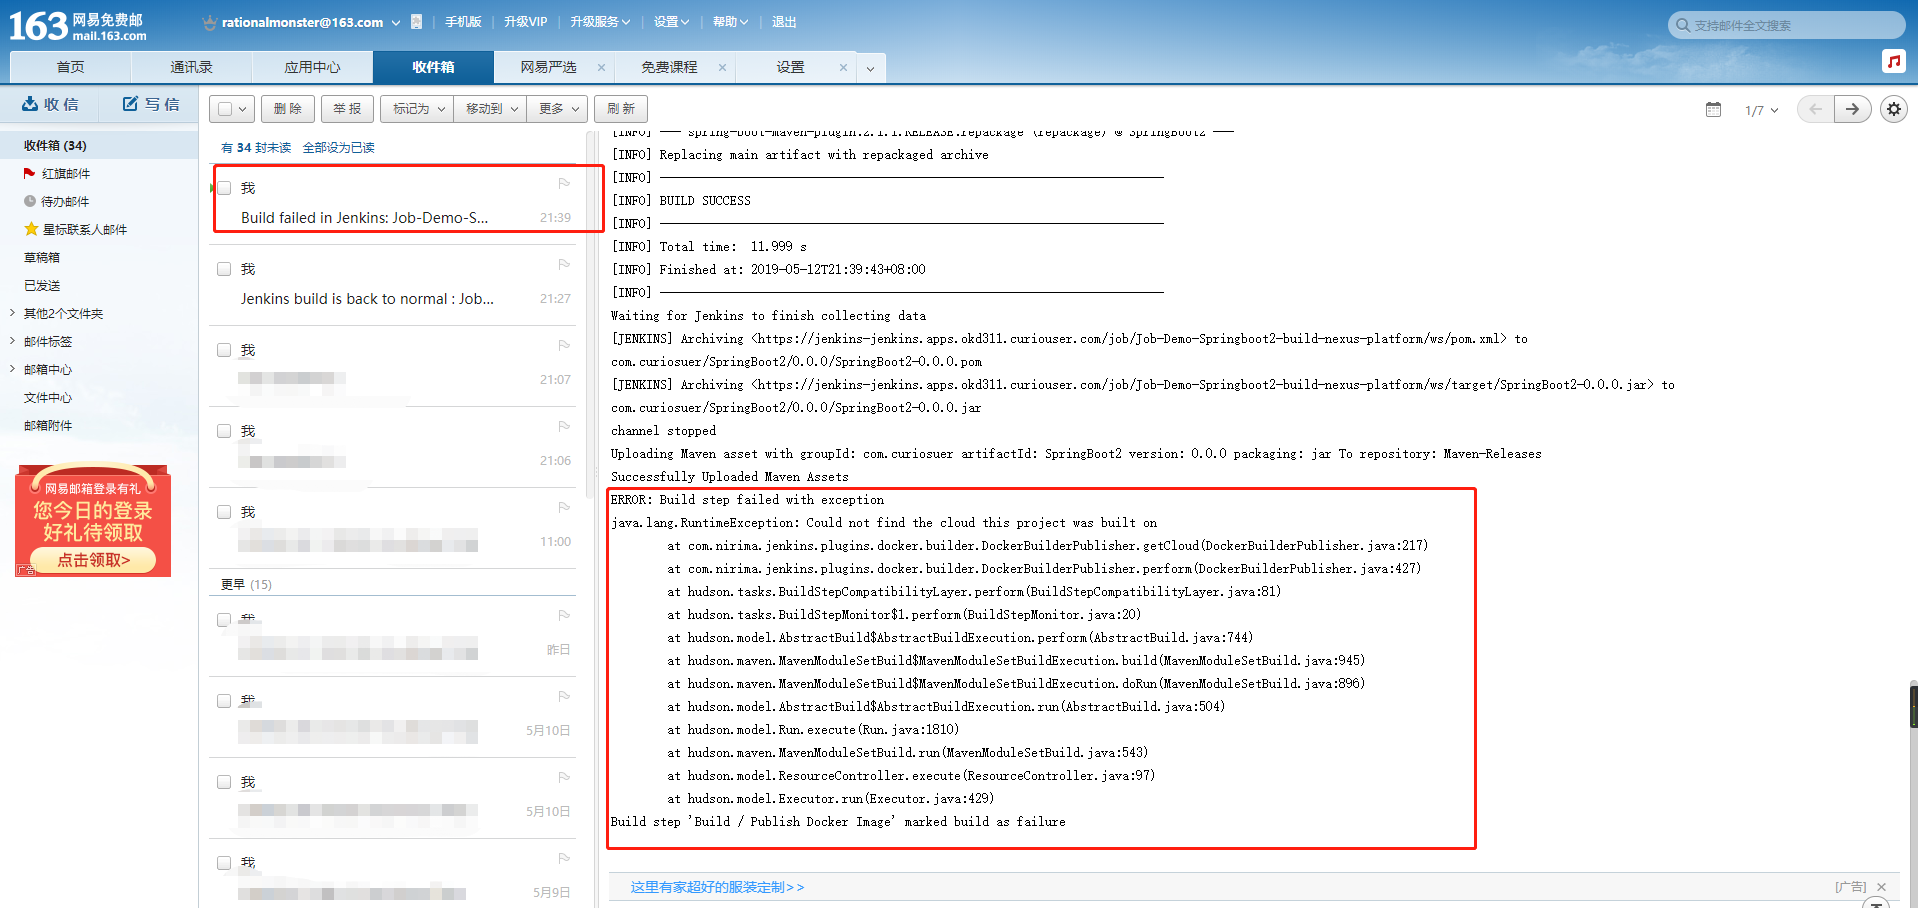 163 网易免费邮
mail.163.com
rationalmonster@163.com
手机版
升级VIP
升级服务
设置
帮助
退出
支持邮件全文搜索
首页
通讯录
应用中心
收件箱
网易严选 ×
免费课程 ×
设置 ×
收 信
写 信
删 除
举 报
标记为
移动到
更多
刷 新
1/7
收件箱 (34)
红旗邮件
待办邮件
星标联系人邮件
草稿箱
已发送
其他2个文件夹
邮件标签
邮箱中心
文件中心
邮箱附件
网易邮箱登录有礼
您今日的登录
好礼待领取
点击领取>
广告
有 34 封未读 全部设为已读
我
Build failed in Jenkins: Job-Demo-S...
21:39
我
Jenkins build is back to normal : Job...
21:27
我
21:07
我
21:06
我
11:00
更早 (15)
我
昨日
我
5月10日
我
5月10日
我
5月9日
[INFO] --- spring-boot-maven-plugin:2.1.1.RELEASE:repackage (repackage) @ SpringBoot2 ---
[INFO] Replacing main artifact with repackaged archive
[INFO] ------------------------------------------------------------------------
[INFO] BUILD SUCCESS
[INFO] ------------------------------------------------------------------------
[INFO] Total time:  11.999 s
[INFO] Finished at: 2019-05-12T21:39:43+08:00
[INFO] ------------------------------------------------------------------------
Waiting for Jenkins to finish collecting data
[JENKINS] Archiving <https://jenkins-jenkins.apps.okd311.curiouser.com/job/Job-Demo-Springboot2-build-nexus-platform/ws/pom.xml> to
com.curiosuer/SpringBoot2/0.0.0/SpringBoot2-0.0.0.pom
[JENKINS] Archiving <https://jenkins-jenkins.apps.okd311.curiouser.com/job/Job-Demo-Springboot2-build-nexus-platform/ws/target/SpringBoot2-0.0.0.jar> to
com.curiosuer/SpringBoot2/0.0.0/SpringBoot2-0.0.0.jar
channel stopped
Uploading Maven asset with groupId: com.curiosuer artifactId: SpringBoot2 version: 0.0.0 packaging: jar To repository: Maven-Releases
Successfully Uploaded Maven Assets
ERROR: Build step failed with exception
java.lang.RuntimeException: Could not find the cloud this project was built on
at com.nirima.jenkins.plugins.docker.builder.DockerBuilderPublisher.getCloud(DockerBuilderPublisher.java:217)
at com.nirima.jenkins.plugins.docker.builder.DockerBuilderPublisher.perform(DockerBuilderPublisher.java:427)
at hudson.tasks.BuildStepCompatibilityLayer.perform(BuildStepCompatibilityLayer.java:81)
at hudson.tasks.BuildStepMonitor$1.perform(BuildStepMonitor.java:20)
at hudson.model.AbstractBuild$AbstractBuildExecution.perform(AbstractBuild.java:744)
at hudson.maven.MavenModuleSetBuild$MavenModuleSetBuildExecution.build(MavenModuleSetBuild.java:945)
at hudson.maven.MavenModuleSetBuild$MavenModuleSetBuildExecution.doRun(MavenModuleSetBuild.java:896)
at hudson.model.AbstractBuild$AbstractBuildExecution.run(AbstractBuild.java:504)
at hudson.model.Run.execute(Run.java:1810)
at hudson.maven.MavenModuleSetBuild.run(MavenModuleSetBuild.java:543)
at hudson.model.ResourceController.execute(ResourceController.java:97)
at hudson.model.Executor.run(Executor.java:429)
Build step 'Build / Publish Docker Image' marked build as failure
这里有家超好的服装定制>>
[广告] ×